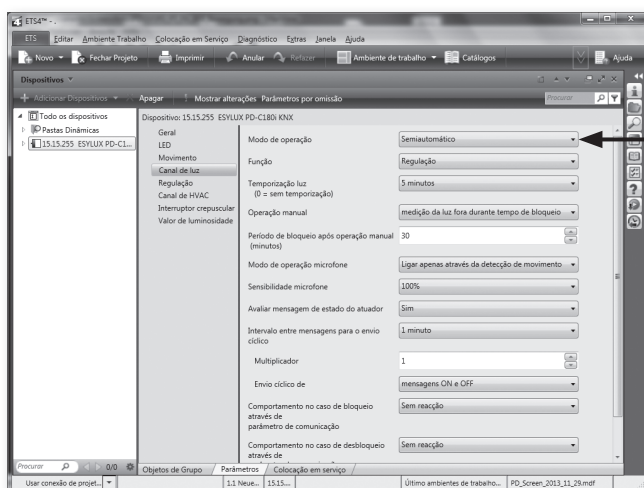 ETS4™ - .
ETS Editar Ambiente Trabalho Colocação em Serviço Diagnóstico Extras Janela Ajuda
Novo Fechar Projeto Imprimir Anular Refazer Ambiente de trabalho Catálogos Ajuda
Dispositivos
Adicionar Dispositivos Apagar Mostrar alterações Parâmetros por omissão Procurar
Todo os dispositivos
Pastas Dinâmicas
15.15.255 ESYLUX PD-C1...
Dispositivo: 15.15.255 ESYLUX PD-C180i KNX
Geral
LED
Movimento
Canal de luz
Regulação
Canal de HVAC
Interruptor crepuscular
Valor de luminosidade
Modo de operação Semiautomático
Função Regulação
Temporização luz 5 minutos
(0 = sem temporização)
Operação manual medição da luz fora durante tempo de bloqueio
Período de bloqueio após operação manual 30
(minutos)
Modo de operação microfone Ligar apenas através da detecção de movimento
Sensibilidade microfone 100%
Avaliar mensagem de estado do atuador Sim
Intervalo entre mensagens para o envio 1 minuto
cíclico
Multiplicador 1
Envio cíclico de mensagens ON e OFF
Comportamento no caso de bloqueio Sem reacção
através de
parâmetro de comunicação
Comportamento no caso de desbloqueio Sem reacção
através de
Procurar 0/0 Objetos de Grupo Parâmetros Colocação em serviço
Usar conexão de projet... 1.1 Neue... 15.15.... Último ambientes de trabalho... PD_Screen_2013_11_29.mdf